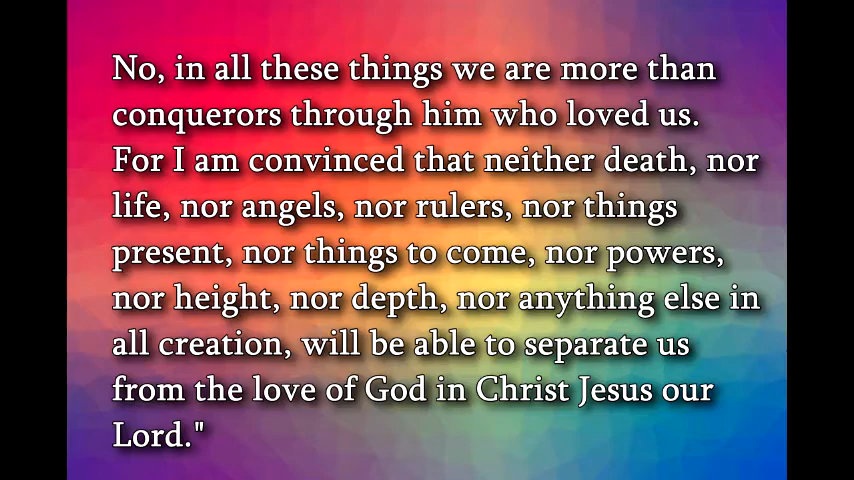 No, in all these things we are more than
conquerors through him who loved us.
For I am convinced that neither death, nor
life, nor angels, nor rulers, nor things
present, nor things to come, nor powers,
nor height, nor depth, nor anything else in
all creation, will be able to separate us
from the love of God in Christ Jesus our
Lord."